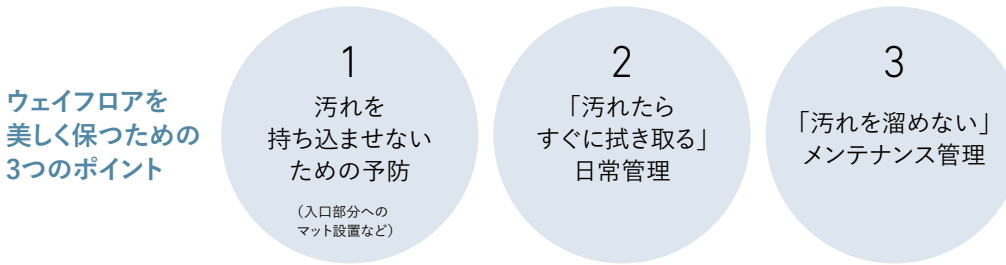 ウェイフロアを
美しく保つための
3つのポイント
1
汚れを
持ち込ませない
ための予防
（入口部分への
マット設置など）
2
「汚れたら
すぐに拭き取る」
日常管理
3
「汚れを溜めない」
メンテナンス管理